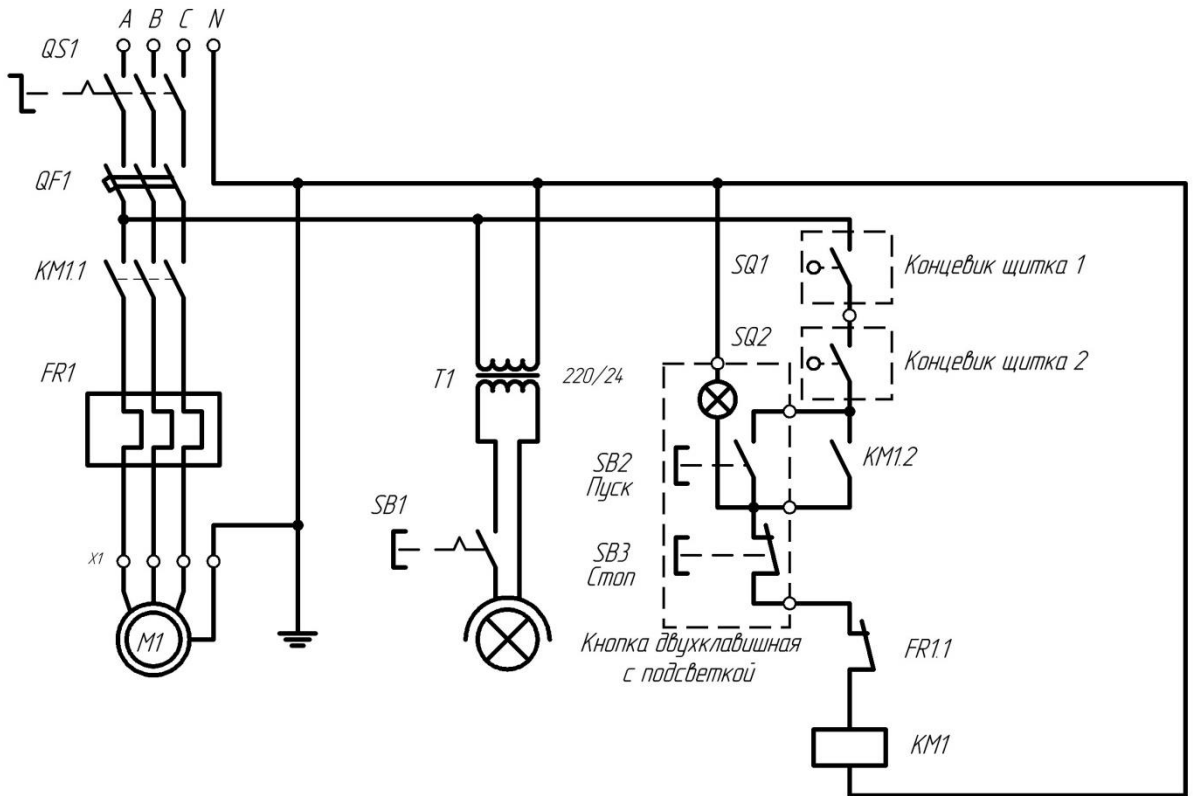 A B C N
QS1
QF1
KM1.1
FR1
X1
M1
T1
220/24
SB1
SQ1
Концевик щитка 1
SQ2
Концевик щитка 2
SB2
Пуск
KM1.2
SB3
Стоп
Кнопка двухклавишная
с подсветкой
FR1.1
KM1